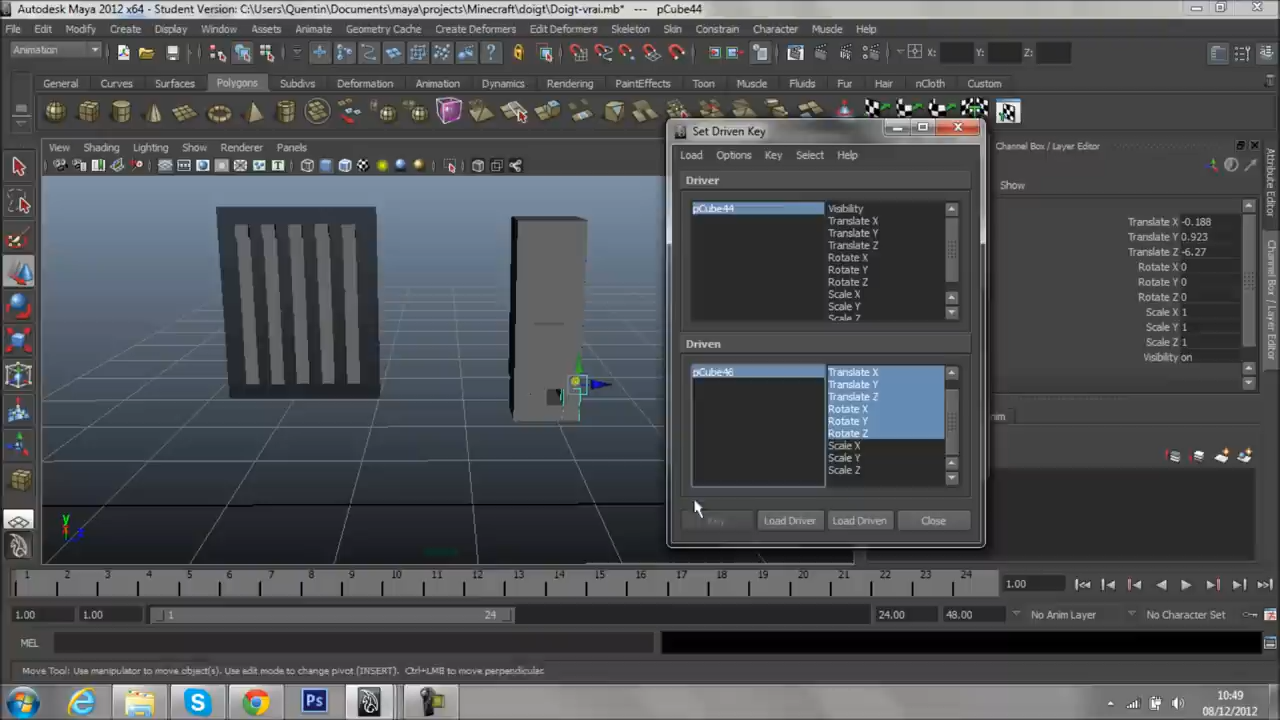 Autodesk Maya 2012 x64 - Student Version: C:\Users\Quentin\Documents\maya\projects\Minecraft\doigt\Doigt-vrai.mb* --- pCube44
File Edit Modify Create Display Window Assets Animate Geometry Cache Create Deformers Edit Deformers Skeleton Skin Constrain Character Muscle Help
Animation X: Y: Z:
General Curves Surfaces Polygons Subdivs Deformation Animation Dynamics Rendering PaintEffects Toon Muscle Fluids Fur Hair nCloth Custom
View Shading Lighting Show Renderer Panels
Set Driven Key
Load Options Key Select Help
Driver
pCube44
Visibility
Translate X
Translate Y
Translate Z
Rotate X
Rotate Y
Rotate Z
Scale X
Scale Y
Scale Z
Driven
pCube46
Translate X
Translate Y
Translate Z
Rotate X
Rotate Y
Rotate Z
Scale X
Scale Y
Scale Z
Key Load Driver Load Driven Close
Channel Box / Layer Editor
Show
Translate X -0.188
Translate Y 0.923
Translate Z -6.27
Rotate X 0
Rotate Y 0
Rotate Z 0
Scale X 1
Scale Y 1
Scale Z 1
Visibility on
Attribute Editor
Channel Box / Layer Editor
y
z
1 2 3 4 5 6 7 8 9 10 11 12 13 14 15 16 17 18 19 20 21 22 23 24 1.00
1.00 1.00 1 24 24.00 48.00 No Anim Layer No Character Set
MEL
Move Tool: Use manipulator to move object(s). Use edit mode to change pivot (INSERT). Ctrl+LMB to move perpendicular.
Ps
10:49
08/12/2012